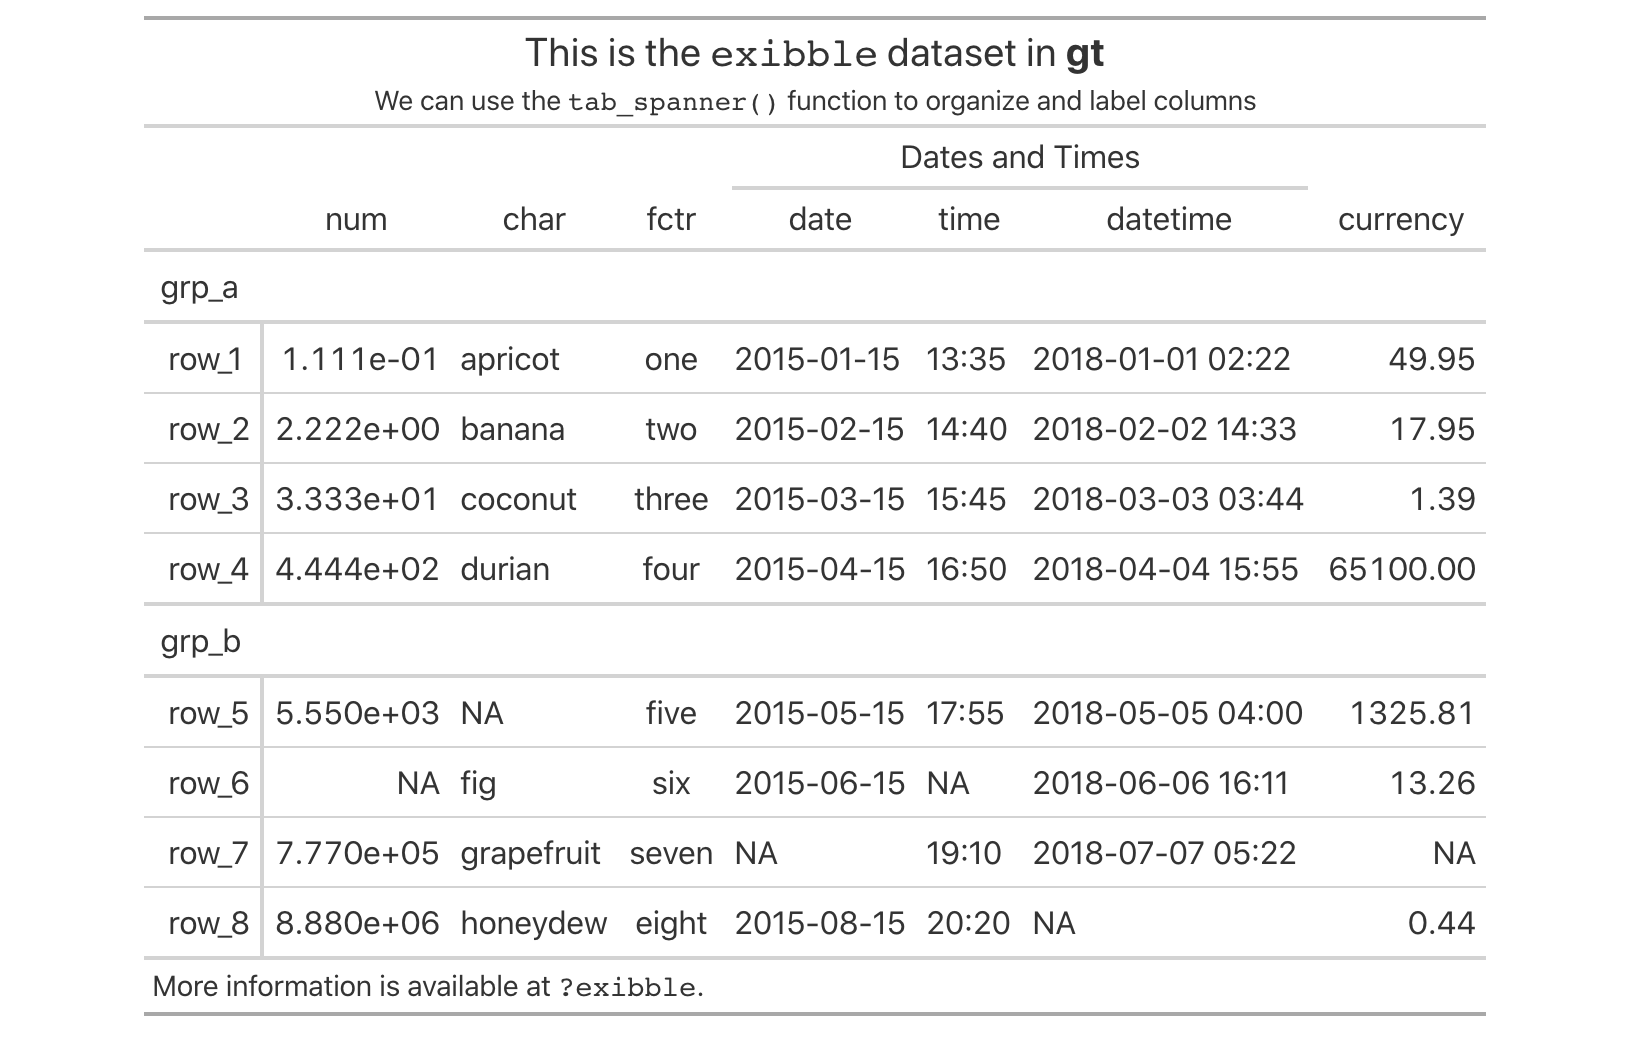 This is the exibble dataset in gt
We can use the tab_spanner() function to organize and label columns
Dates and Times
num char fctr date time datetime currency
grp_a
row_1 1.111e-01 apricot one 2015-01-15 13:35 2018-01-01 02:22 49.95
row_2 2.222e+00 banana two 2015-02-15 14:40 2018-02-02 14:33 17.95
row_3 3.333e+01 coconut three 2015-03-15 15:45 2018-03-03 03:44 1.39
row_4 4.444e+02 durian four 2015-04-15 16:50 2018-04-04 15:55 65100.00
grp_b
row_5 5.550e+03 NA five 2015-05-15 17:55 2018-05-05 04:00 1325.81
row_6 NA fig six 2015-06-15 NA 2018-06-06 16:11 13.26
row_7 7.770e+05 grapefruit seven NA 19:10 2018-07-07 05:22 NA
row_8 8.880e+06 honeydew eight 2015-08-15 20:20 NA 0.44
More information is available at ?exibble.